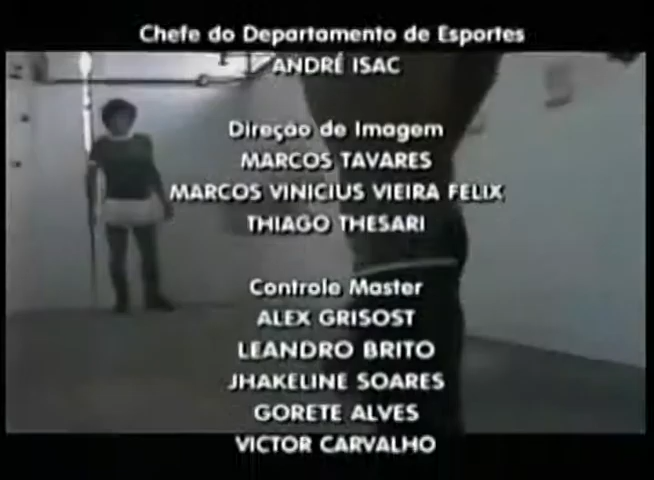 Chefe do Departamento de Esportes
ANDRÉ ISAC
Direção de Imagem
MARCOS TAVARES
MARCOS VINICIUS VIEIRA FELIX
THIAGO THESARI
Controle Master
ALEX GRISOST
LEANDRO BRITO
JHAKELINE SOARES
GORETE ALVES
VICTOR CARVALHO